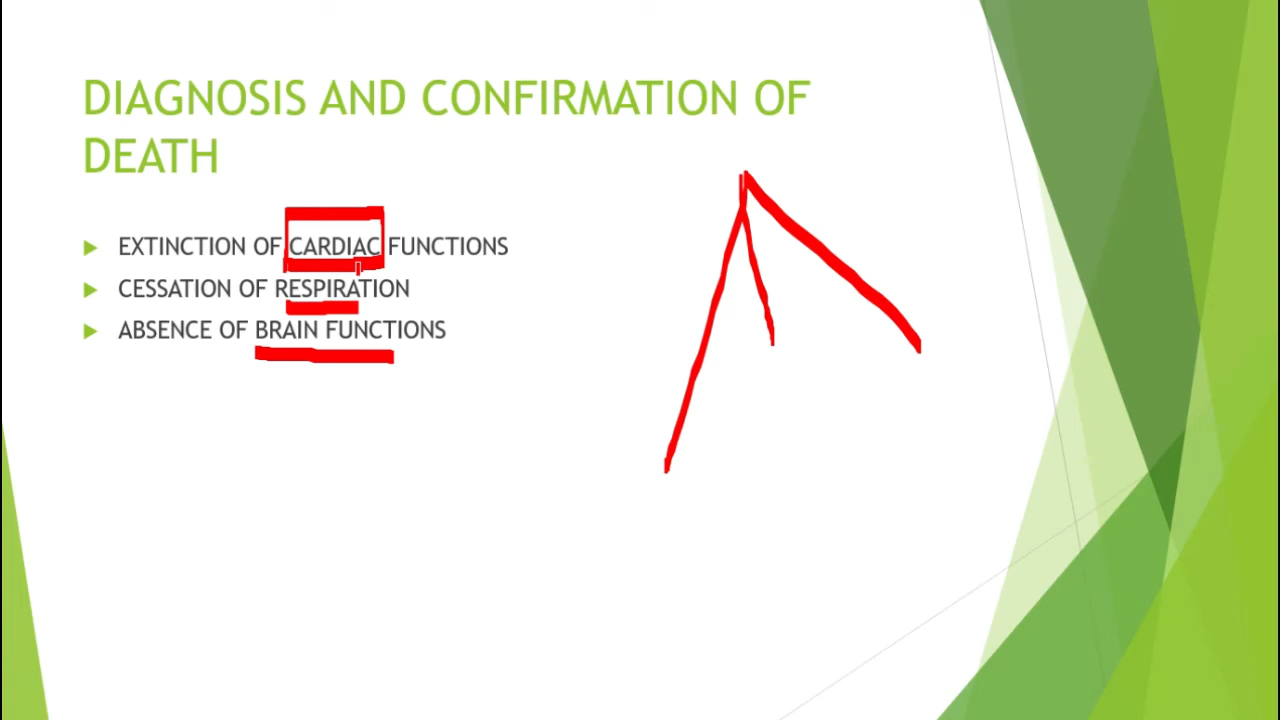 DIAGNOSIS AND CONFIRMATION OF
DEATH
EXTINCTION OF CARDIAC FUNCTIONS
CESSATION OF RESPIRATION
ABSENCE OF BRAIN FUNCTIONS